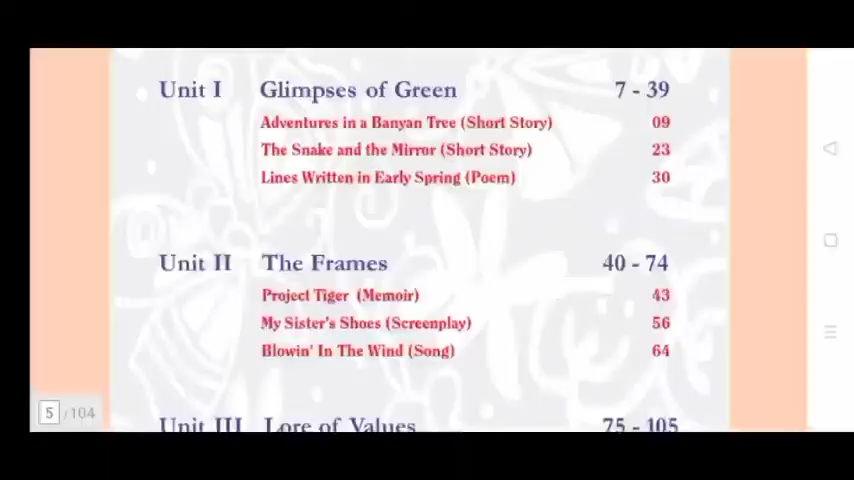 Unit I Glimpses of Green 7 - 39
Adventures in a Banyan Tree (Short Story) 09
The Snake and the Mirror (Short Story) 23
Lines Written in Early Spring (Poem) 30
Unit II The Frames 40 - 74
Project Tiger (Memoir) 43
My Sister's Shoes (Screenplay) 56
Blowin' In The Wind (Song) 64
Unit III Lore of Values 75 - 105
5 /104